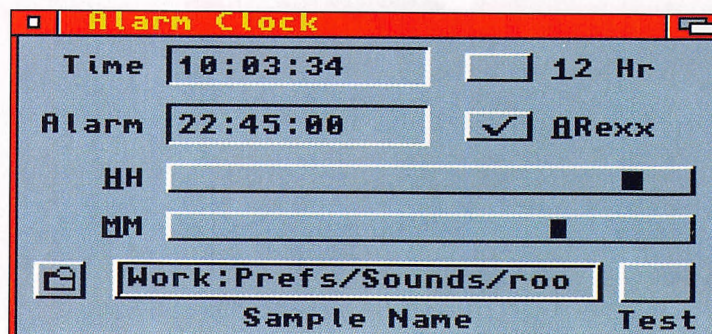 Alarm Clock
Time 10:03:34 12 Hr
Alarm 22:45:00 ARexx
HH
MM
Work:Prefs/Sounds/roo
Sample Name Test